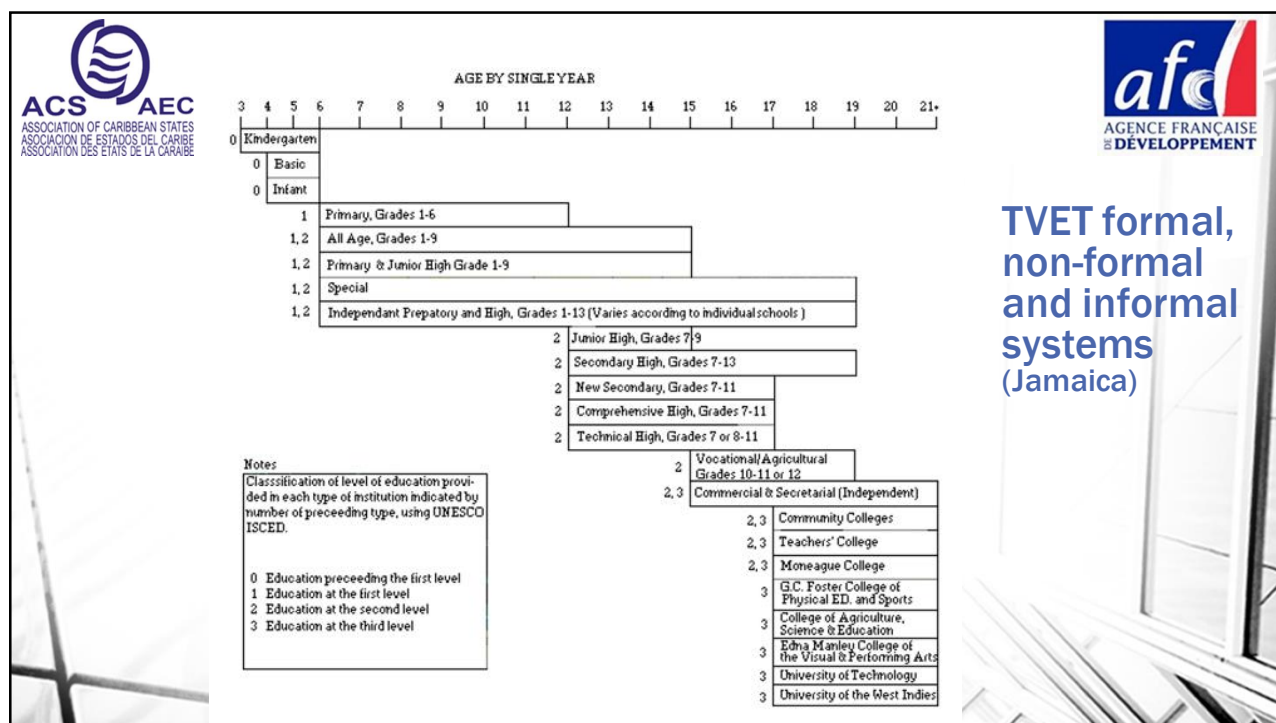 ACS AEC
ASSOCIATION OF CARIBBEAN STATES
ASOCIACION DE ESTADOS DEL CARIBE
ASSOCIATION DES ETATS DE LA CARAIBE
afd
AGENCE FRANÇAISE
DE DÉVELOPPEMENT
TVET formal,
non-formal
and informal
systems
(Jamaica)
AGE BY SINGLE YEAR
3 4 5 6 7 8 9 10 11 12 13 14 15 16 17 18 19 20 21+
0 Kindergarten
0 Basic
0 Infant
1 Primary, Grades 1-6
1, 2 All Age, Grades 1-9
1, 2 Primary & Junior High Grade 1-9
1, 2 Special
1, 2 Independant Prepatory and High, Grades 1-13 (Varies according to individual schools )
2 Junior High, Grades 7-9
2 Secondary High, Grades 7-13
2 New Secondary, Grades 7-11
2 Comprehensive High, Grades 7-11
2 Technical High, Grades 7 or 8-11
2 Vocational/Agricultural
Grades 10-11 or 12
2, 3 Commercial & Secretarial (Independent)
2, 3 Community Colleges
2, 3 Teachers' College
2, 3 Moneague College
3 G.C. Foster College of
Physical ED. and Sports
3 College of Agriculture,
Science & Education
3 Edna Manley College of
the Visual & Performing Arts
3 University of Technology
3 University of the West Indies
Notes
Classsification of level of education provi-
ded in each type of institution indicated by
number of preceeding type, using UNESCO
ISCED.
0 Education preceeding the first level
1 Education at the first level
2 Education at the second level
3 Education at the third level